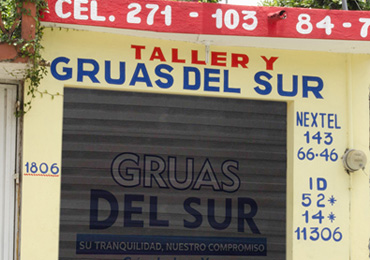 CEL. 271 - 103 84-7
TALLER Y
GRUAS DEL SUR
NEXTEL
143
66-46
1806
GRUAS
DEL SUR
SU TRANQUILIDAD, NUESTRO COMPROMISO
ID
52*
14*
11306